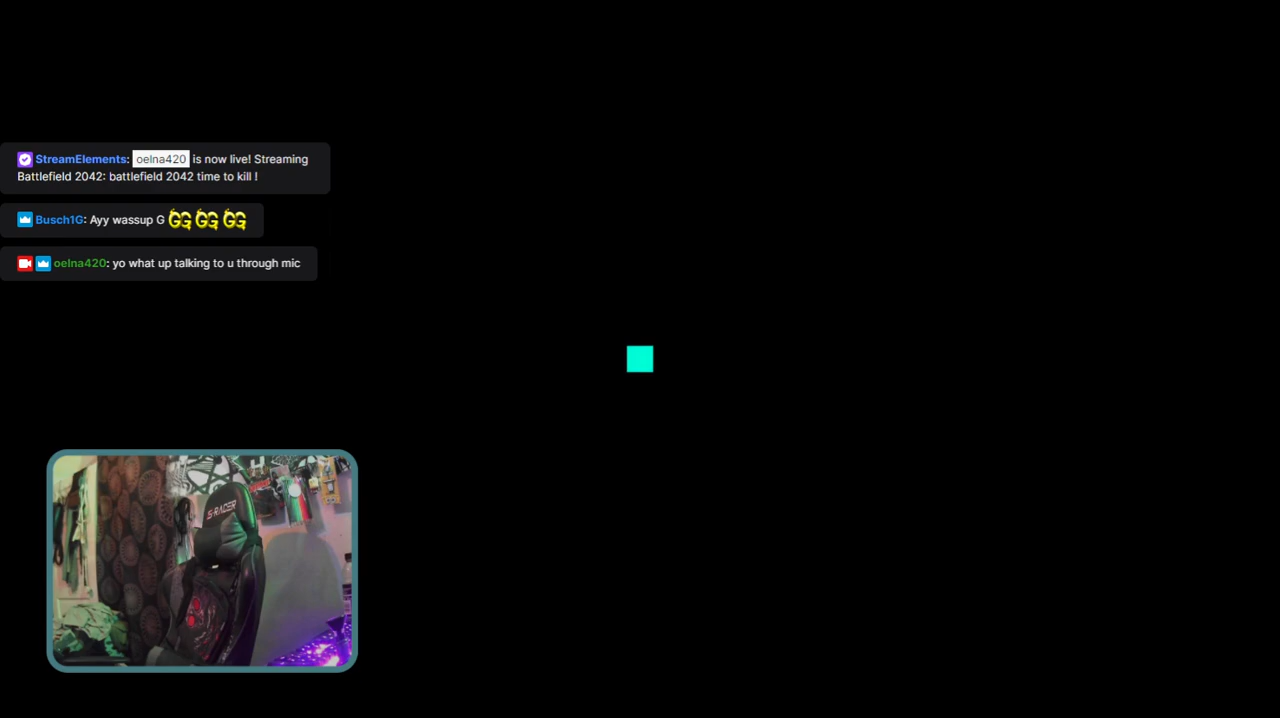 StreamElements: oelna420 is now live! Streaming
Battlefield 2042: battlefield 2042 time to kill !
Busch1G: Ayy wassup G GG GG GG
oelna420: yo what up talking to u through mic
S-RACER